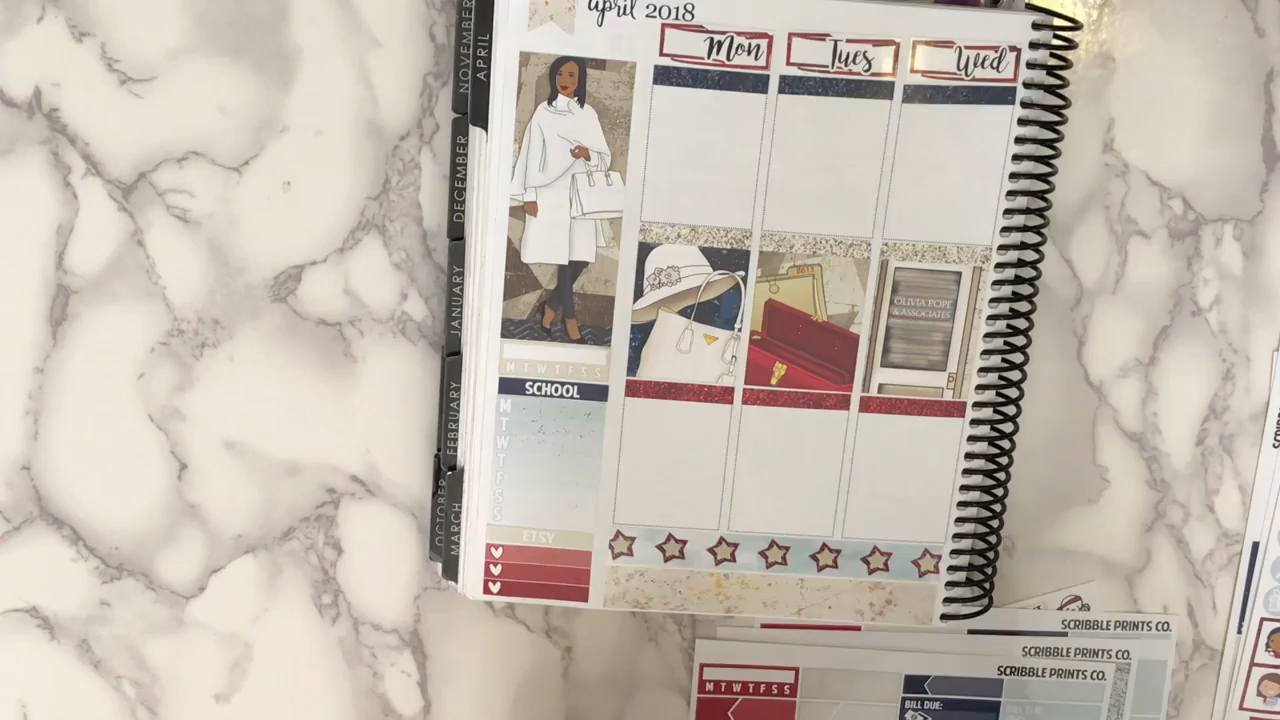 april 2018
Mon
Tues
Wed
NOVEMBER
APRIL
DECEMBER
JANUARY
FEBRUARY
OCTOBER
MARCH
B613
OLIVIA POPE
& ASSOCIATES
M T W T F S S
SCHOOL
M
T
W
T
F
S
S
ETSY
SCRIBBLE PRINTS CO.
SCRIBBLE PRINTS CO.
SCRIBBLE PRINTS CO.
M T W T F S S
BILL DUE: